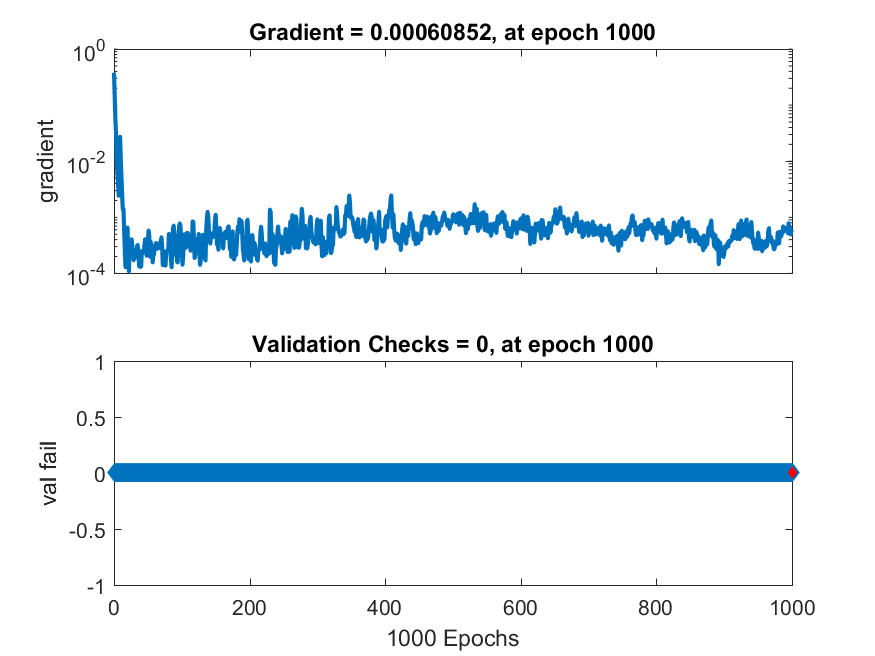 Gradient = 0.00060852, at epoch 1000
10^0
10^-2
10^-4
gradient
Validation Checks = 0, at epoch 1000
1
0.5
0
-0.5
-1
val fail
0 200 400 600 800 1000
1000 Epochs